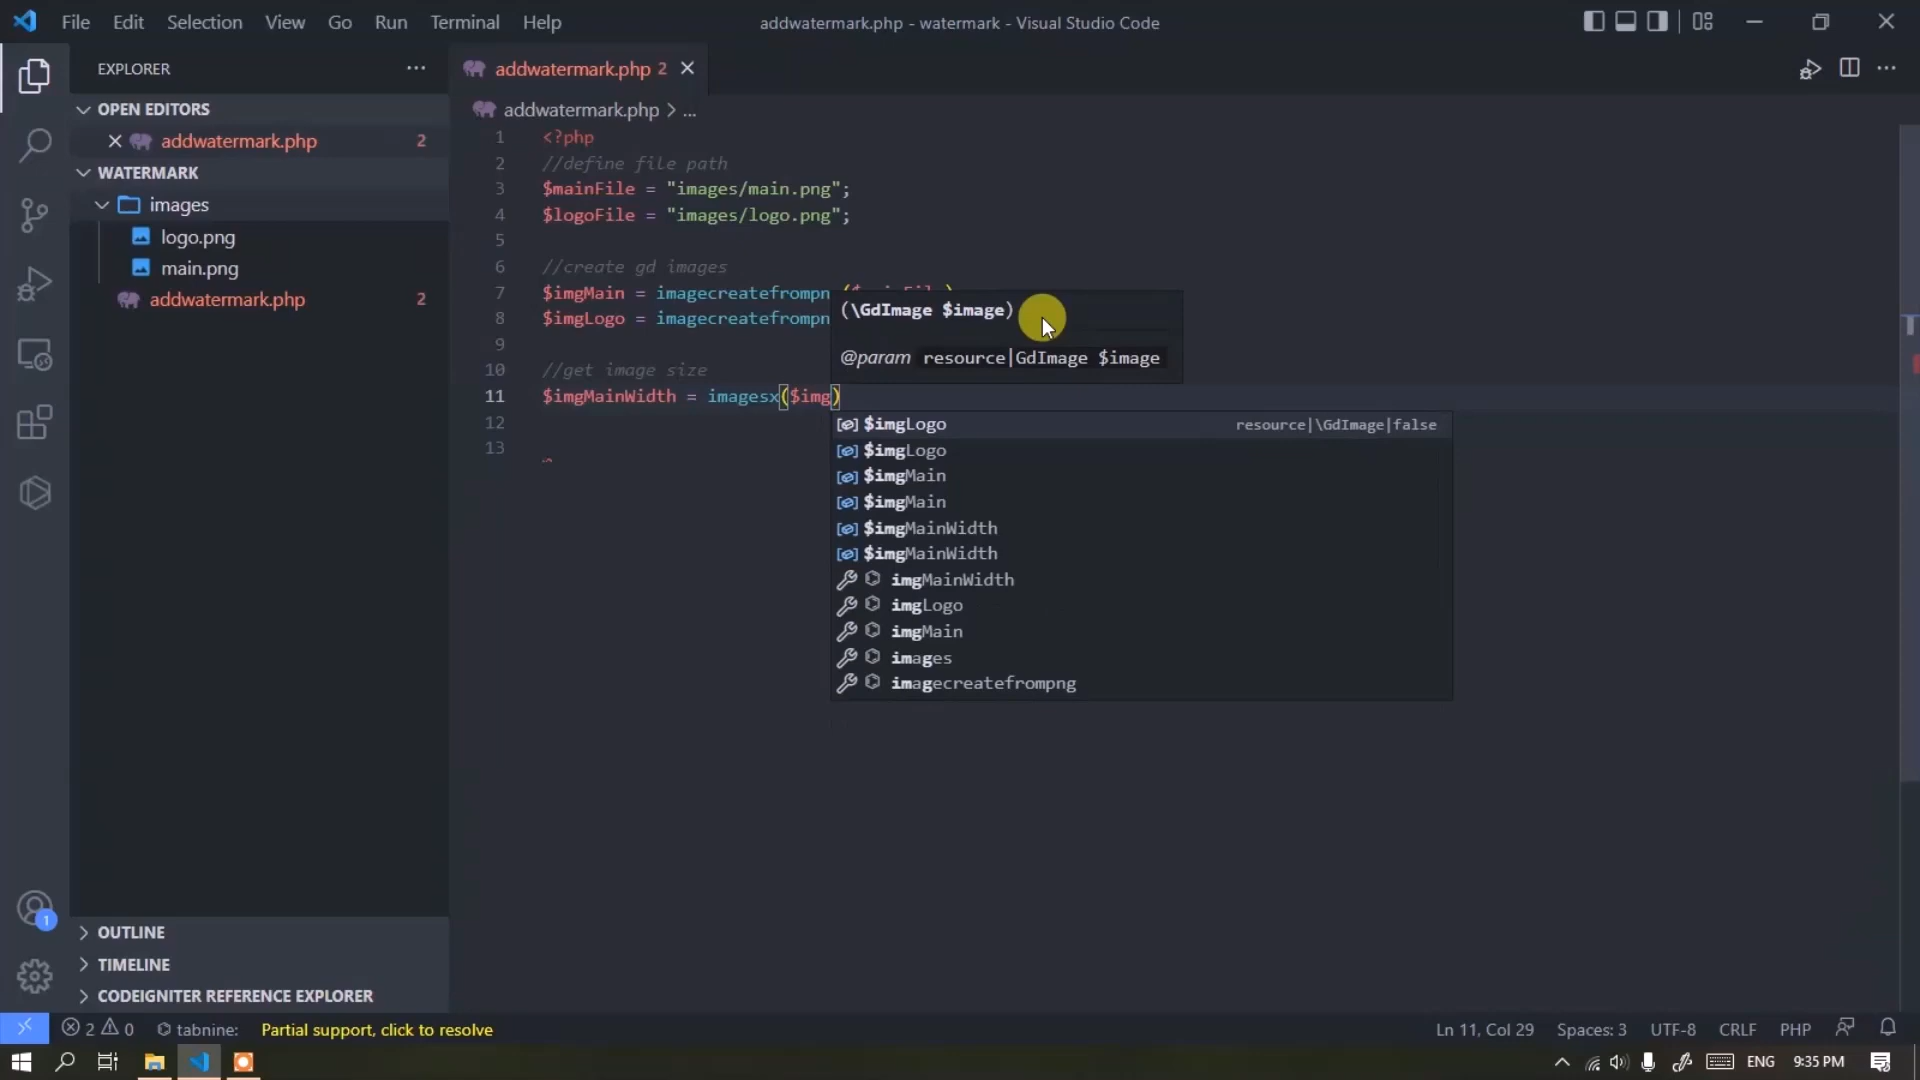 File Edit Selection View Go Run Terminal Help
addwatermark.php - watermark - Visual Studio Code
EXPLORER
OPEN EDITORS
addwatermark.php 2
WATERMARK
images
logo.png
main.png
addwatermark.php 2
OUTLINE
TIMELINE
CODEIGNITER REFERENCE EXPLORER
addwatermark.php 2
addwatermark.php > ...
1 <?php
2 //define file path
3 $mainFile = "images/main.png";
4 $logoFile = "images/logo.png";
5
6 //create gd images
7 $imgMain = imagecreatefrompn
8 $imgLogo = imagecreatefrompn
9
10 //get image size
11 $imgMainWidth = imagesx($img)
12
13
(\GdImage $image)
@param resource|GdImage $image
$imgLogo resource|\GdImage|false
$imgLogo
$imgMain
$imgMain
$imgMainWidth
$imgMainWidth
imgMainWidth
imgLogo
imgMain
images
imagecreatefrompng
1
2 0 tabnine: Partial support, click to resolve
Ln 11, Col 29 Spaces: 3 UTF-8 CRLF PHP
ENG 9:35 PM